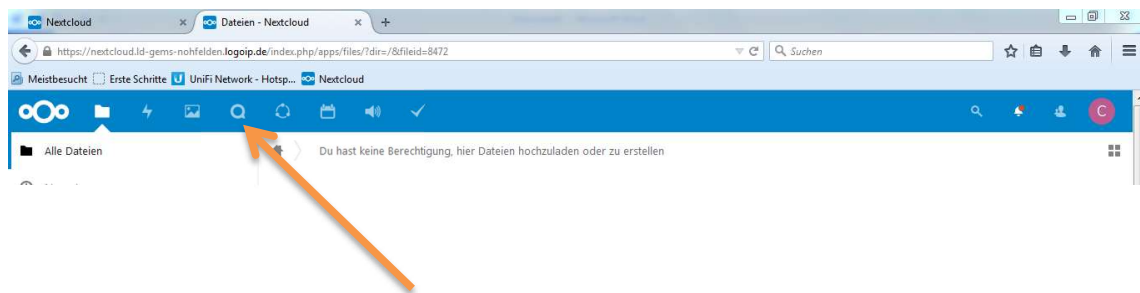 Nextcloud
Dateien - Nextcloud
https://nextcloud.ld-gems-nohfelden.logoip.de/index.php/apps/files/?dir=/&fileid=8472
Suchen
Meistbesucht Erste Schritte UniFi Network - Hotsp... Nextcloud
C
Alle Dateien
Du hast keine Berechtigung, hier Dateien hochzuladen oder zu erstellen